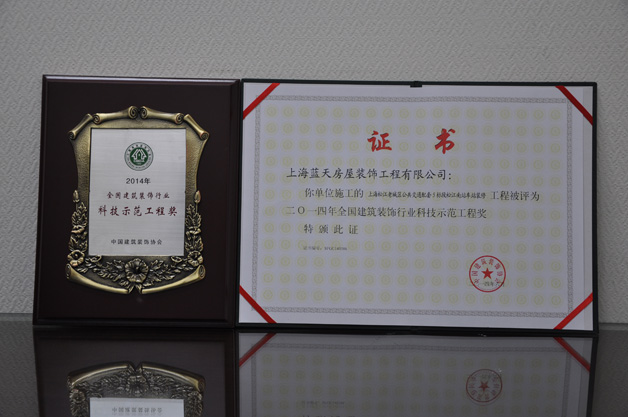 2014年
全国建筑装饰行业
科技示范工程奖
中国建筑装饰协会
证 书
上海蓝天房屋装饰工程有限公司：
你单位施工的 工程被评为
二〇一四年全国建筑装饰行业科技示范工程奖
特颁此证